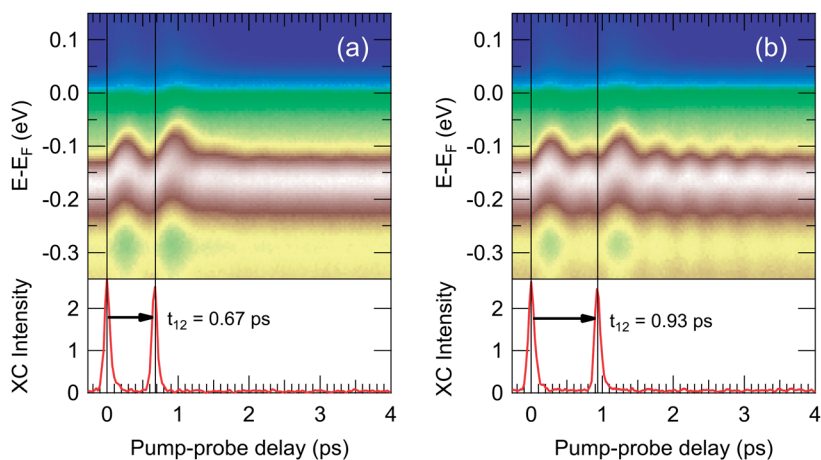 (a)
0.1
0.0
-0.1
-0.2
-0.3
E-EF (eV)
2
1
0
XC Intensity
t12 = 0.67 ps
0 1 2 3 4
Pump-probe delay (ps)
(b)
0.1
0.0
-0.1
-0.2
-0.3
E-EF (eV)
2
1
0
XC Intensity
t12 = 0.93 ps
0 1 2 3 4
Pump-probe delay (ps)